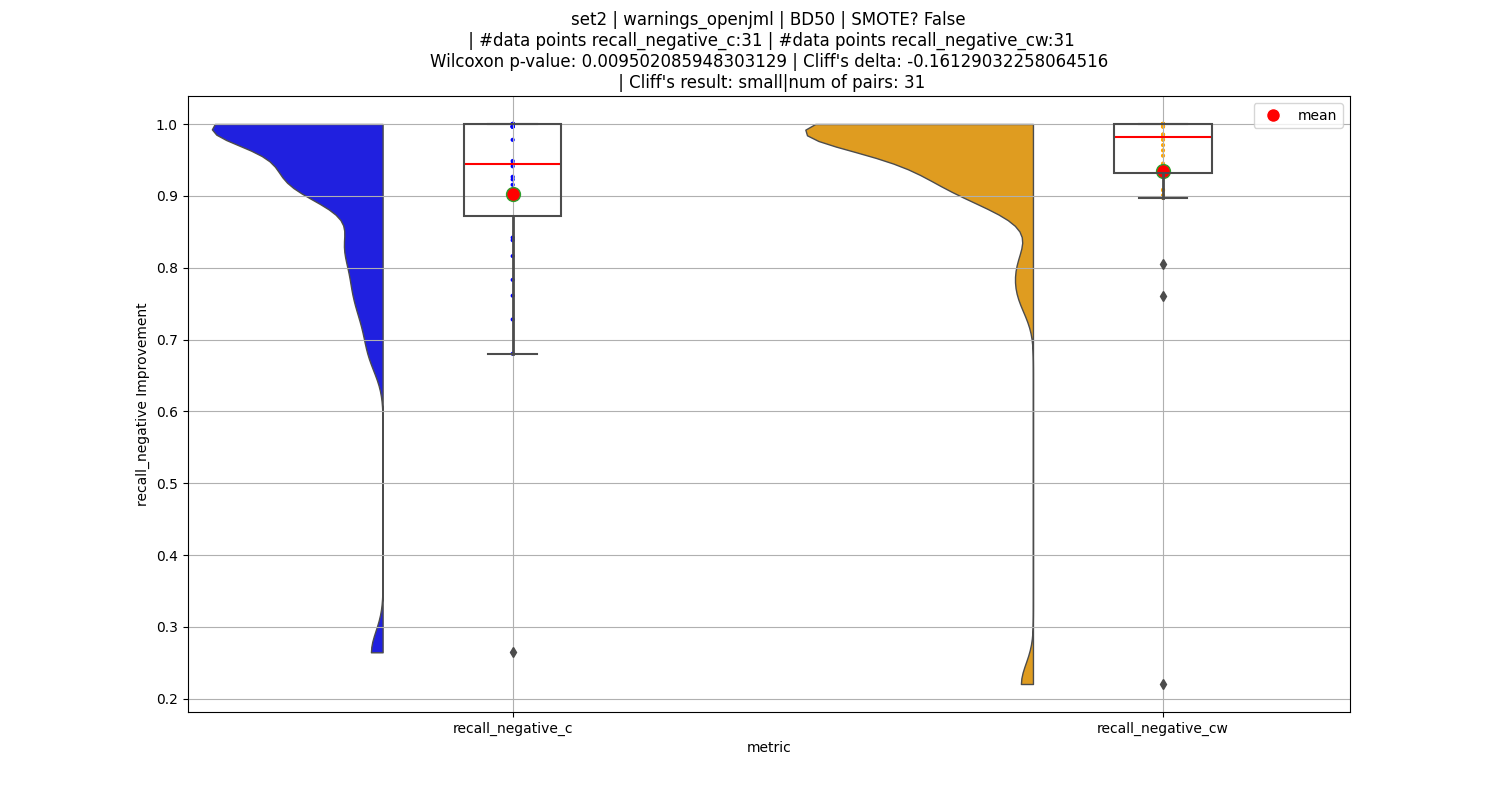 set2 | warnings_openjml | BD50 | SMOTE? False
| #data points recall_negative_c:31 | #data points recall_negative_cw:31
Wilcoxon p-value: 0.009502085948303129 | Cliff's delta: -0.16129032258064516
| Cliff's result: small|num of pairs: 31
mean
1.0
0.9
0.8
0.7
0.6
0.5
0.4
0.3
0.2
recall_negative Improvement
recall_negative_c
recall_negative_cw
metric